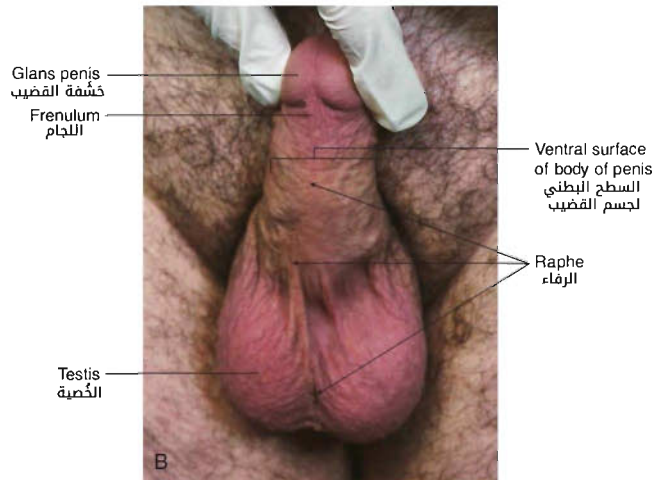 Glans penis
حَشَفة القضيب
Frenulum
اللجام
Ventral surface
of body of penis
السطح البطني
لجسم القضيب
Raphe
الرفاء
Testis
الخُصية
B